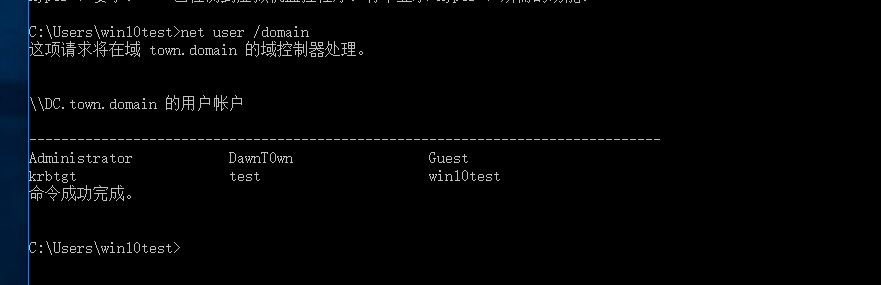 C:\Users\win10test>net user /domain
这项请求将在域 town.domain 的域控制器处理。
\\DC.town.domain 的用户帐户
-------------------------------------------------------------------------------
Administrator DawnT0wn Guest
krbtgt test win10test
命令成功完成。
C:\Users\win10test>